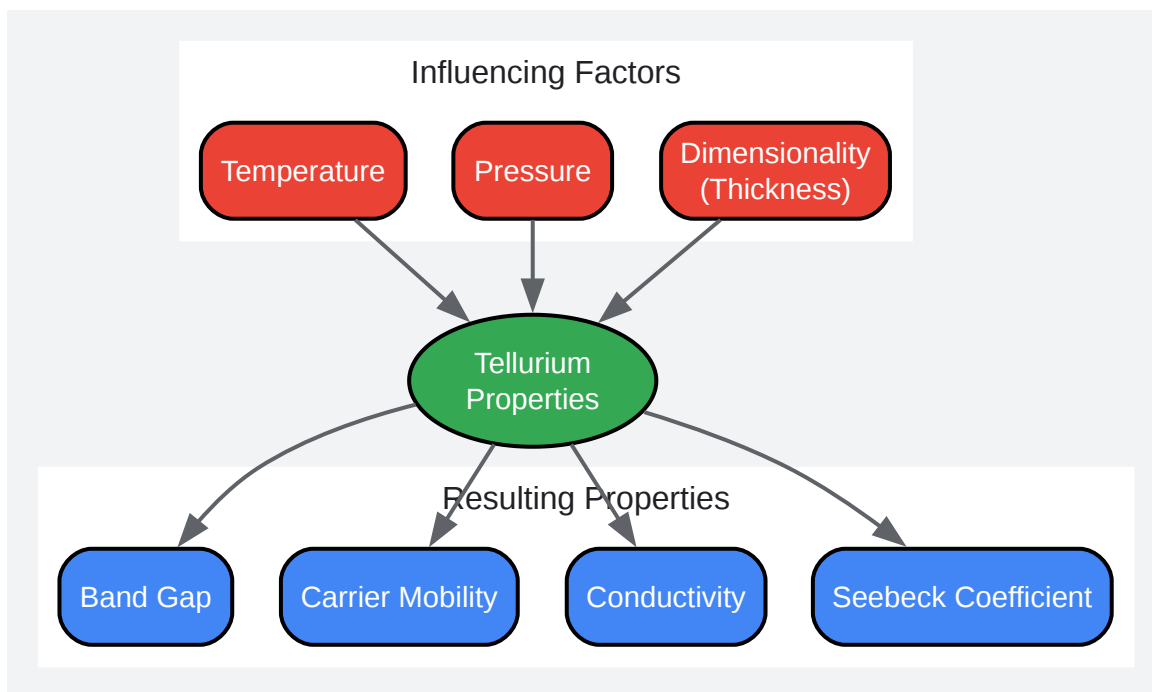 Influencing Factors
Temperature
Pressure
Dimensionality
(Thickness)
Tellurium
Properties
Resulting Properties
Band Gap
Carrier Mobility
Conductivity
Seebeck Coefficient